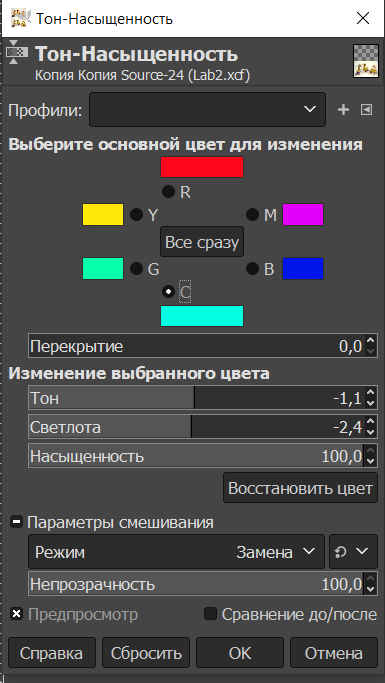 Тон-Насыщенность
Тон-Насыщенность
Копия Копия Source-24 (Lab2.xcf)
Профили:
Выберите основной цвет для изменения
R
Y M
Все сразу
G B
C
Перекрытие 0,0
Изменение выбранного цвета
Тон -1,1
Светлота -2,4
Насыщенность 100,0
Восстановить цвет
Параметры смешивания
Режим Замена
Непрозрачность 100,0
Предпросмотр Сравнение до/после
Справка Сбросить OK Отмена